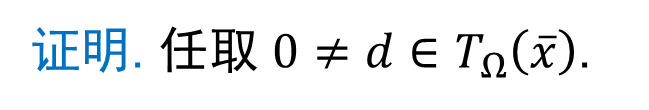 证明. 任取 0 ≠ d ∈ T_Ω(x̄).